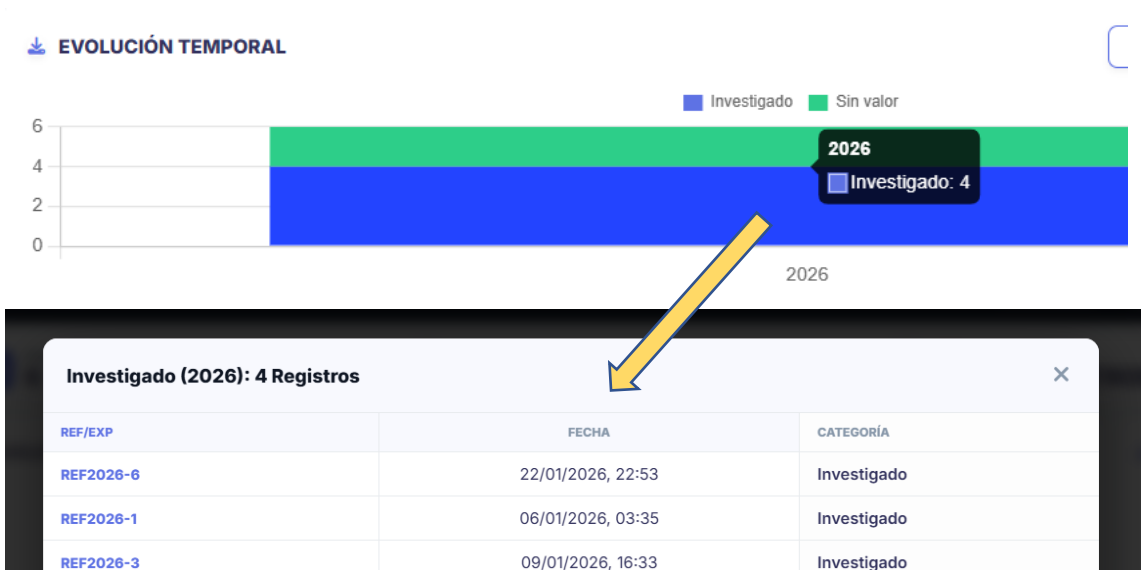 EVOLUCIÓN TEMPORAL
Investigado Sin valor
6
4
2
0
2026
Investigado: 4
2026
Investigado (2026): 4 Registros
REF/EXP FECHA CATEGORÍA
REF2026-6 22/01/2026, 22:53 Investigado
REF2026-1 06/01/2026, 03:35 Investigado
REF2026-3 09/01/2026, 16:33 Investigado